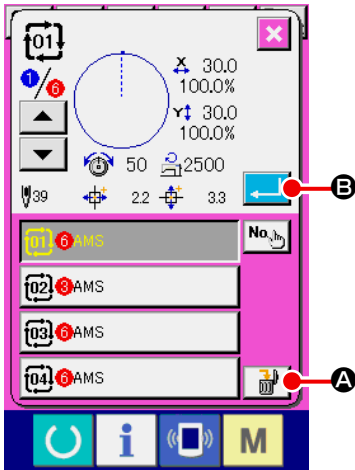 01
1/6
X 30.0
100.0%
Y 30.0
100.0%
50 2500
39 2.2 3.3
B
01 6 AMS
No.
02 3 AMS
03 6 AMS
04 6 AMS
A
i M